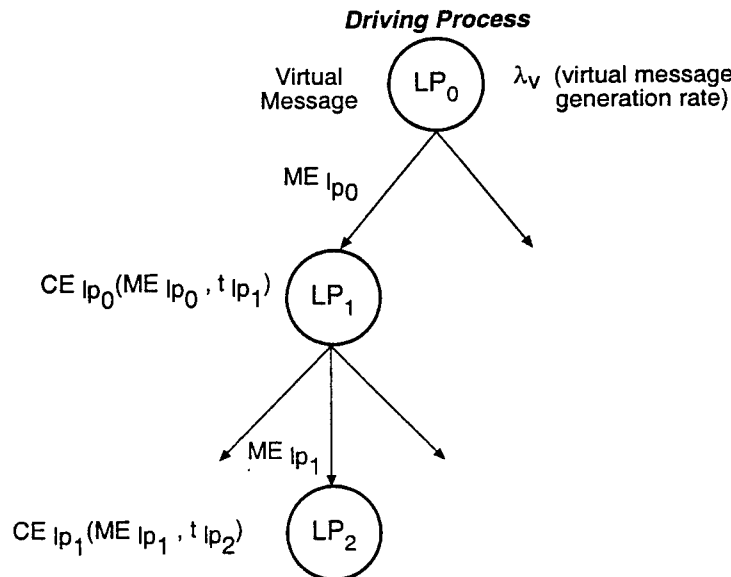 Driving Process
Virtual
Message
LP0
λv (virtual message
generation rate)
ME lp0
CE lp0(ME lp0 , t lp1)
LP1
ME lp1
CE lp1(ME lp1 , t lp2)
LP2